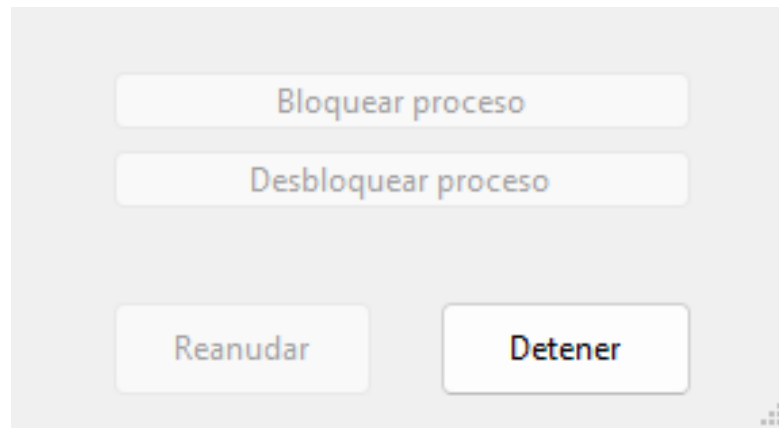 Bloquear proceso
Desbloquear proceso
Reanudar
Detener